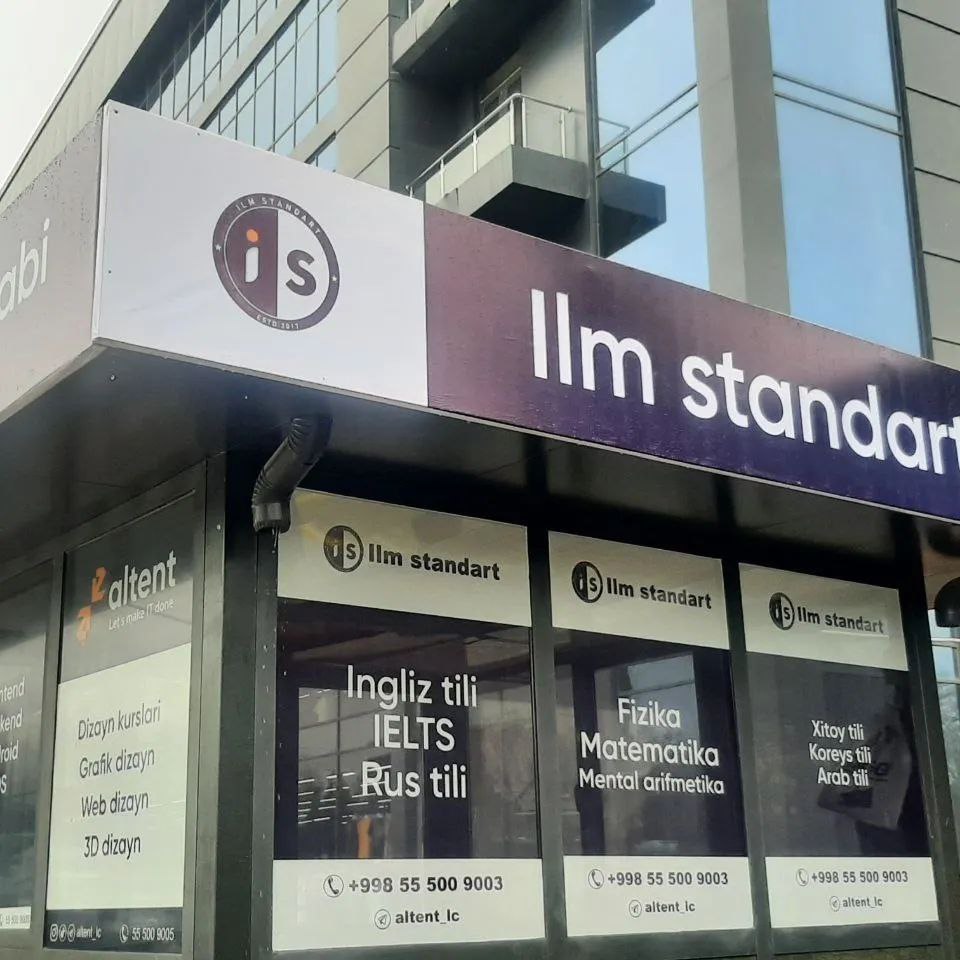 abi
ILM STANDART
is
ESTD 2017
Ilm standart
altent
Let's make IT done
Dizayn kurslari
Grafik dizayn
Web dizayn
3D dizayn
altent_lc
55 500 9005
is Ilm standart
Ingliz tili
IELTS
Rus tili
+998 55 500 9003
altent_lc
is Ilm standart
Fizika
Matematika
Mental arifmetika
+998 55 500 9003
altent_lc
is Ilm standart
Xitoy tili
Koreys tili
Arab tili
+998 55 500 9003
altent_lc